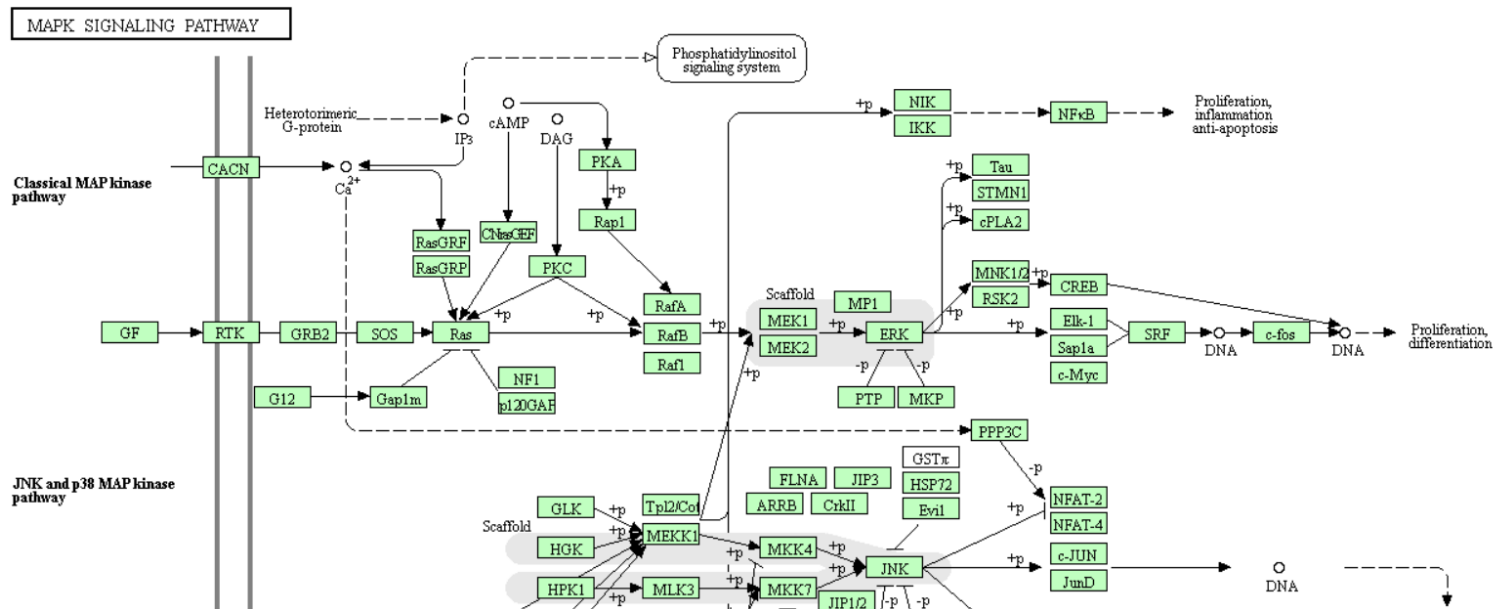 MAPK SIGNALING PATHWAY
Phosphatidylinositol
signaling system
Heterotorimeric
G-protein
IP3
cAMP
DAG
+p
NIK
IKK
NFκB
Proliferation,
inflammation
anti-apoptosis
CACN
Ca2+
PKA
+p
Rap1
Classical MAP kinase
pathway
+p
Tau
STMN1
+p
cPLA2
RasGRF
RasGRP
CNrasGEF
PKC
MNK1/2
+p
RSK2
CREB
Scaffold
MP1
GF
RTK
GRB2
SOS
Ras
+p
+p
RafA
RafB
Raf1
+p
MEK1
MEK2
+p
ERK
+p
+p
Elk-1
Sap1a
c-Myc
SRF
DNA
c-fos
DNA
Proliferation,
differentiation
G12
Gap1m
NF1
p120GAP
+p
-p
-p
PTP
MKP
PPP3C
-p
JNK and p38 MAP kinase
pathway
GSTπ
FLNA
JIP3
HSP72
ARRB
CrkII
Evi1
NFAT-2
NFAT-4
+p
Scaffold
GLK
+p
Tpl2/Cot
MEKK1
HGK
+p
HPK1
+p
MLK3
+p
+p
MKK4
+p
MKK7
+p
JNK
+p
c-JUN
JunD
DNA
JIP1/2
-p
-p